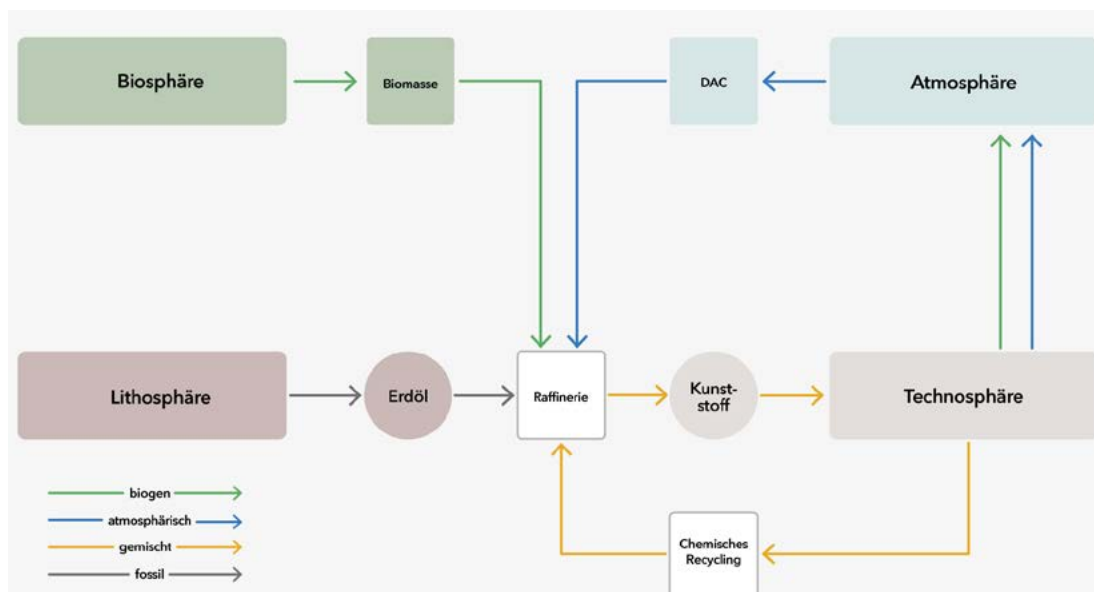 Biosphäre
Biomasse
DAC
Atmosphäre
Lithosphäre
Erdöl
Raffinerie
Kunst-
stoff
Technosphäre
biogen
atmosphärisch
gemischt
fossil
Chemisches
Recycling